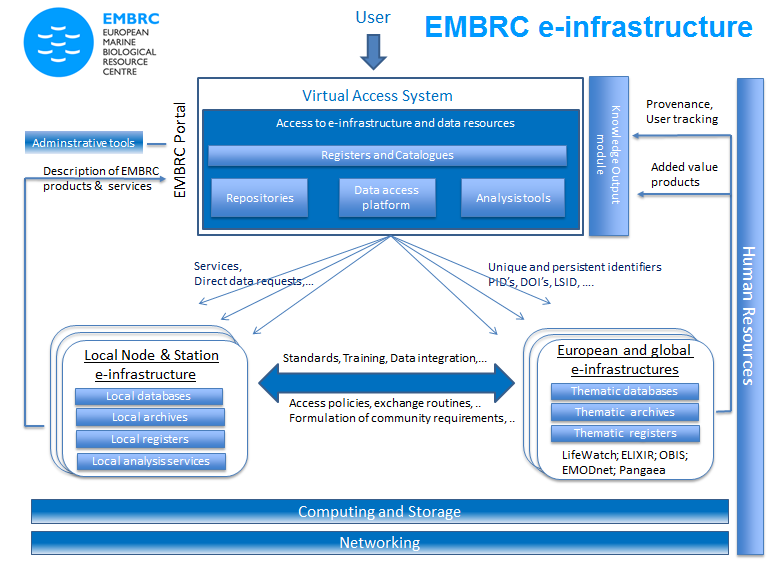 EMBRC
EUROPEAN
MARINE
BIOLOGICAL
RESOURCE
CENTRE
User
EMBRC e-infrastructure
EMBRC Portal
Virtual Access System
Access to e-infrastructure and data resources
Registers and Catalogues
Repositories
Data access
platform
Analysis tools
Knowledge Output
module
Provenance,
User tracking
Added value
products
Human Resources
Adminstrative tools
Description of EMBRC
products & services
Services,
Direct data requests,...
Unique and persistent identifiers
PID's, DOI's, LSID, ....
Local Node & Station
e-infrastructure
Local databases
Local archives
Local registers
Local analysis services
Standards, Training, Data integration,...
Access policies, exchange routines, ..
Formulation of community requirements, ..
European and global
e-infrastructures
Thematic databases
Thematic archives
Thematic registers
LifeWatch; ELIXIR; OBIS;
EMODnet; Pangaea
Computing and Storage
Networking